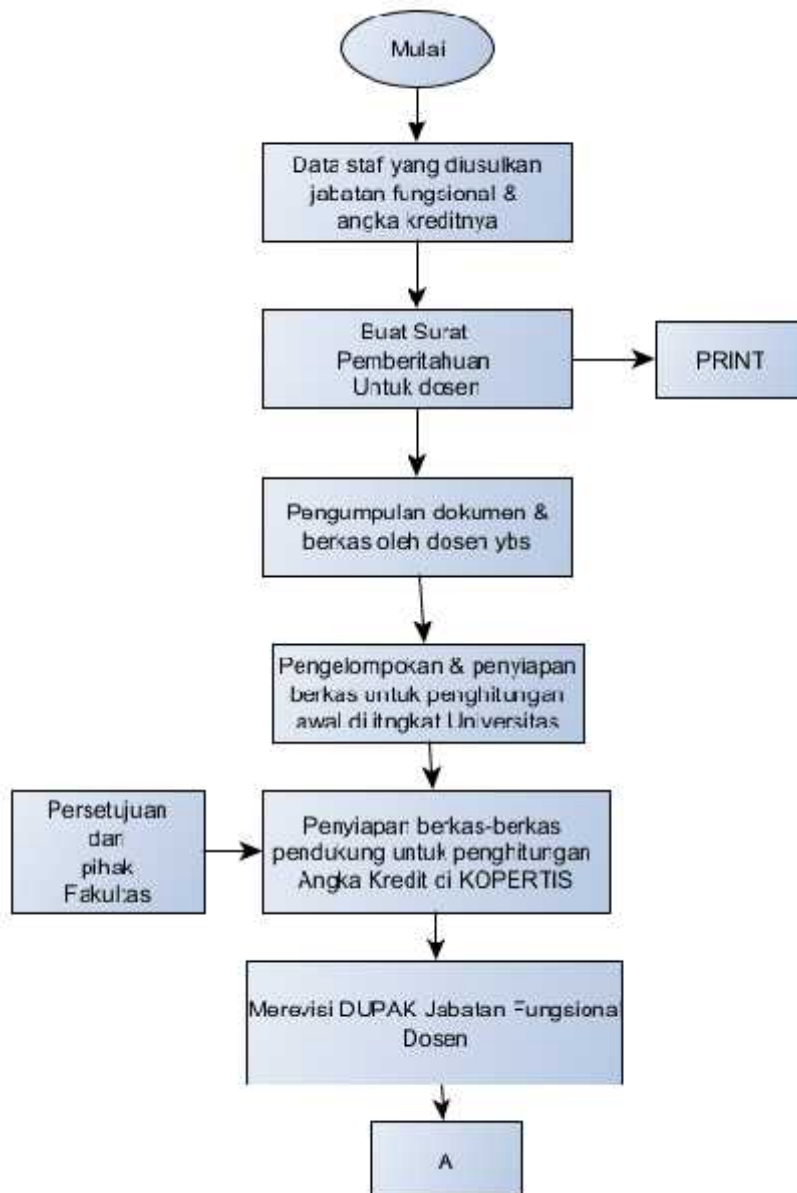 Mulai
Data staf yang diusulkan
jabatan fungsional &
angka kreditnya
Buat Surat
Pemberitahuan
Untuk dosen
PRINT
Pengumpulan dokumen &
berkas oleh dosen ybs
Pengelompokan & penyiapan
berkas untuk penghitungan
awal di itngkat Universitas
Persetujuan
dari
pihak
Fakultas
Penyiapan berkas-berkas
pendukung untuk penghitungan
Angka Kredit di KOPERTIS
Merevisi DUPAK Jabatan Fungsional
Dosen
A